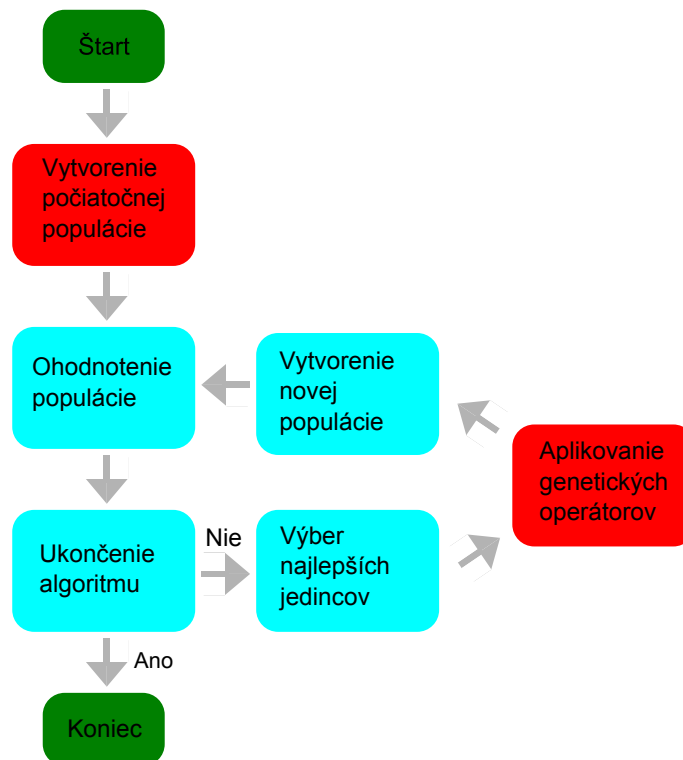 Štart
Vytvorenie
počiatočnej
populácie
Ohodnotenie
populácie
Vytvorenie
novej
populácie
Aplikovanie
genetických
operátorov
Ukončenie
algoritmu
Nie
Výber
najlepších
jedincov
Ano
Koniec